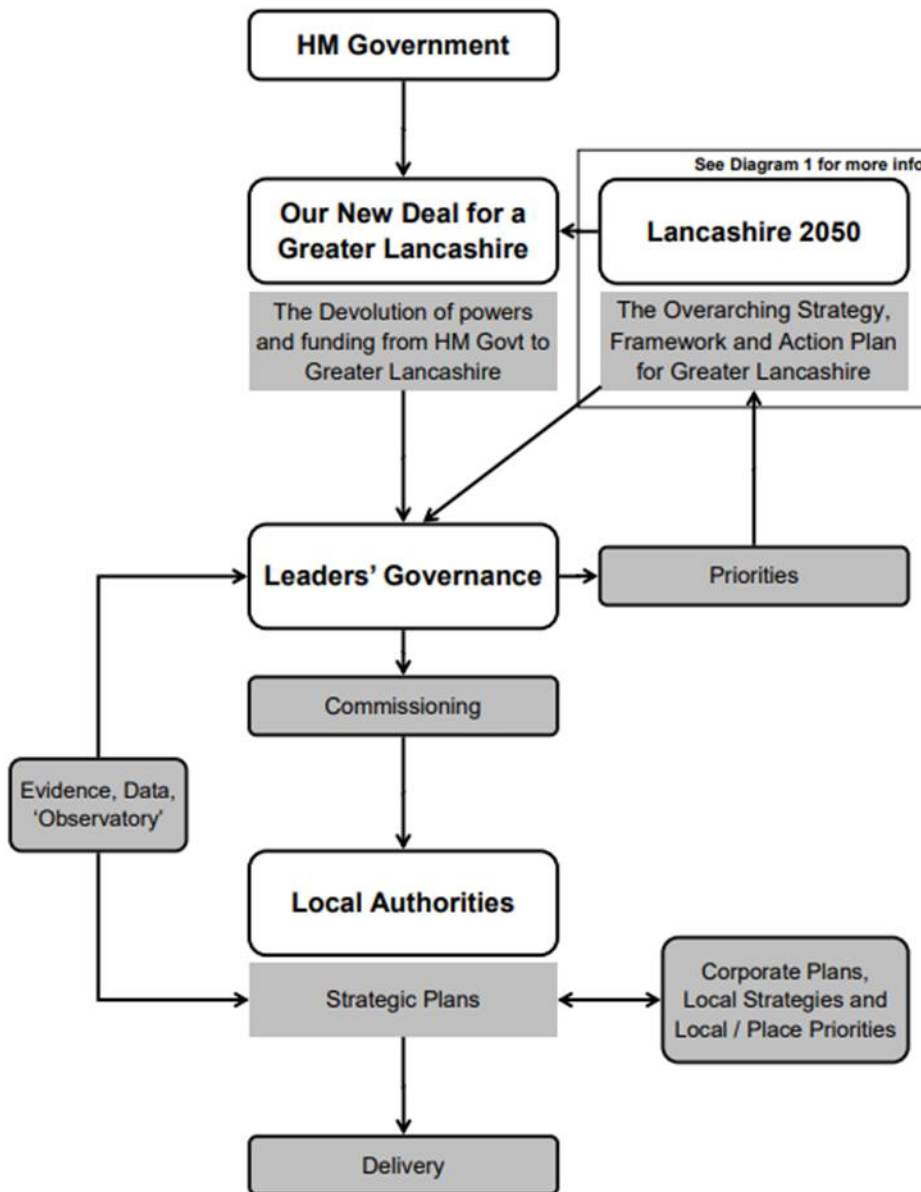 HM Government
See Diagram 1 for more info
Our New Deal for a
Greater Lancashire
Lancashire 2050
The Devolution of powers
and funding from HM Govt to
Greater Lancashire
The Overarching Strategy,
Framework and Action Plan
for Greater Lancashire
Leaders’ Governance
Priorities
Commissioning
Evidence, Data,
‘Observatory’
Local Authorities
Strategic Plans
Corporate Plans,
Local Strategies and
Local / Place Priorities
Delivery